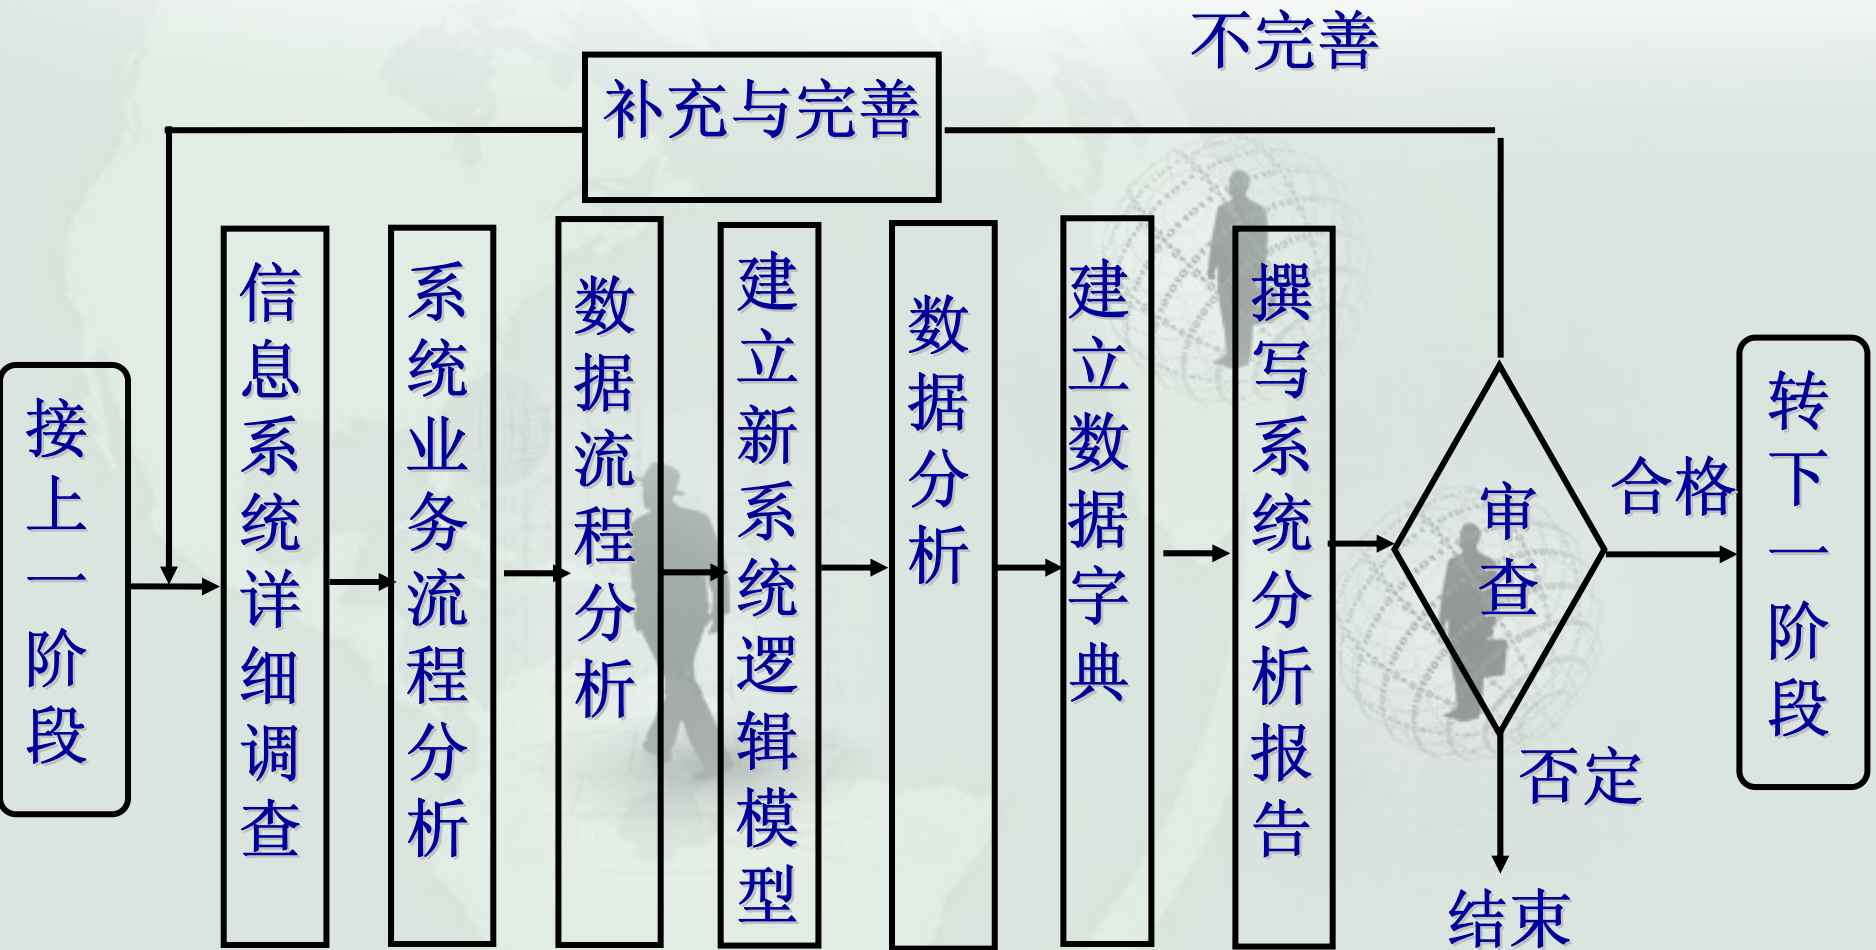 不完善
补充与完善
接上一阶段
信息系统详细调查
系统业务流程分析
数据流程分析
建立新系统逻辑模型
数据分析
建立数据字典
撰写系统分析报告
审查
合格
转下一阶段
否定
结束